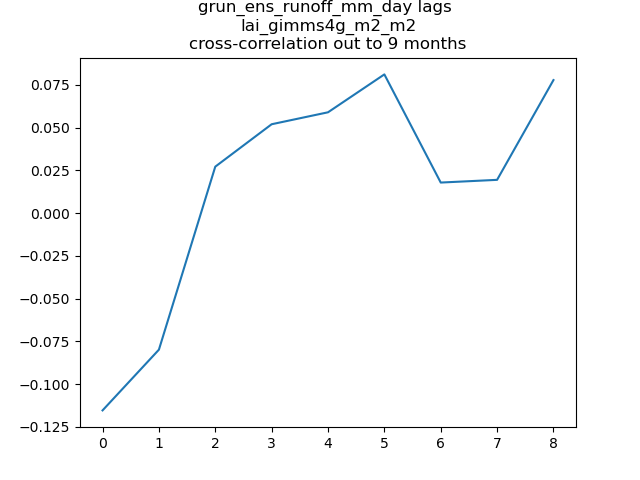 grun_ens_runoff_mm_day lags
lai_gimms4g_m2_m2
cross-correlation out to 9 months
0.075
0.050
0.025
0.000
−0.025
−0.050
−0.075
−0.100
−0.125
0 1 2 3 4 5 6 7 8